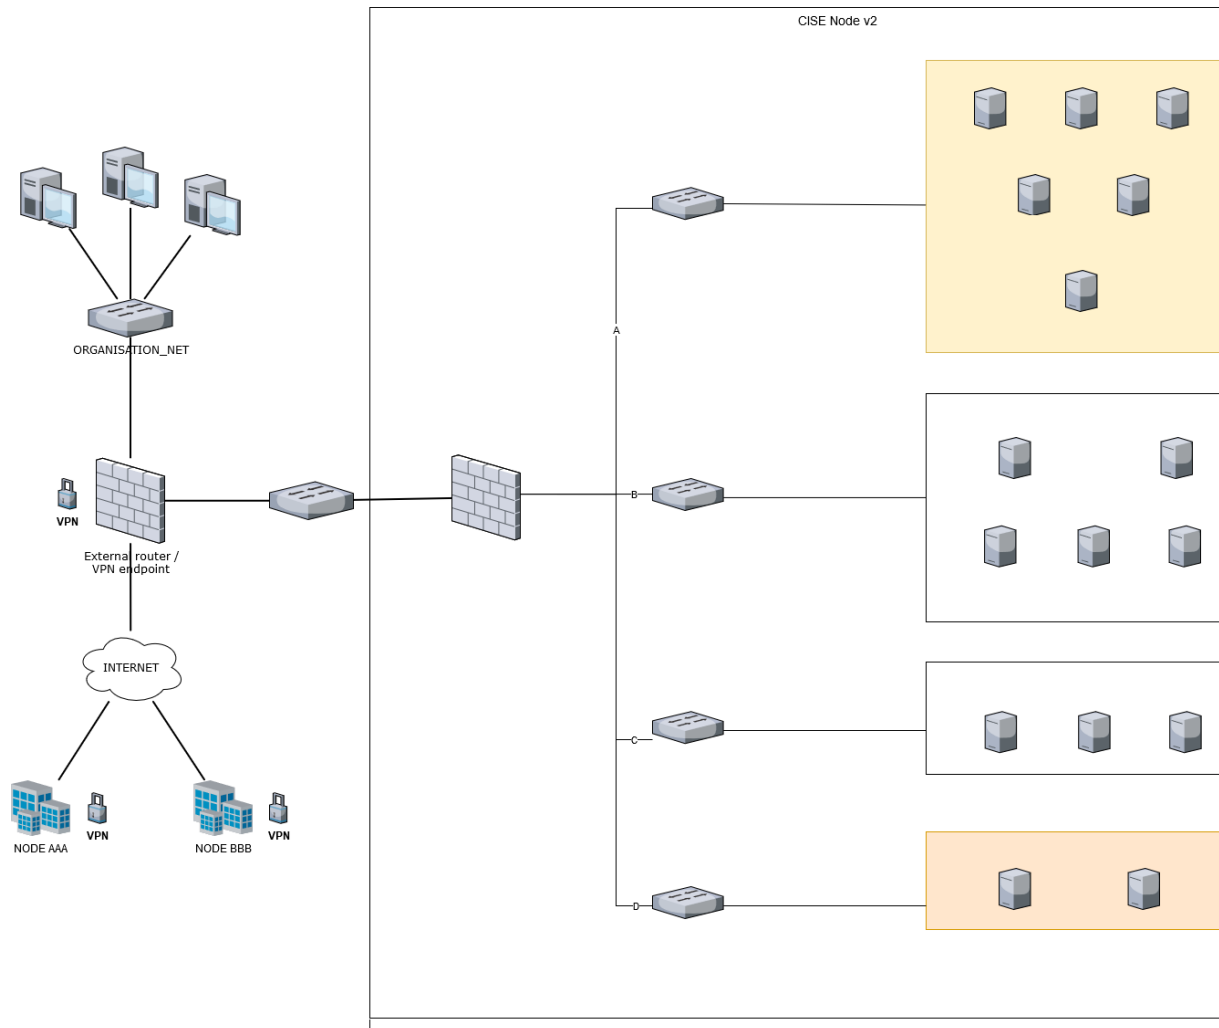 CISE Node v2
A
ORGANISATION_NET
B
VPN
External router /
VPN endpoint
INTERNET
C
VPN
VPN
NODE AAA
NODE BBB
D